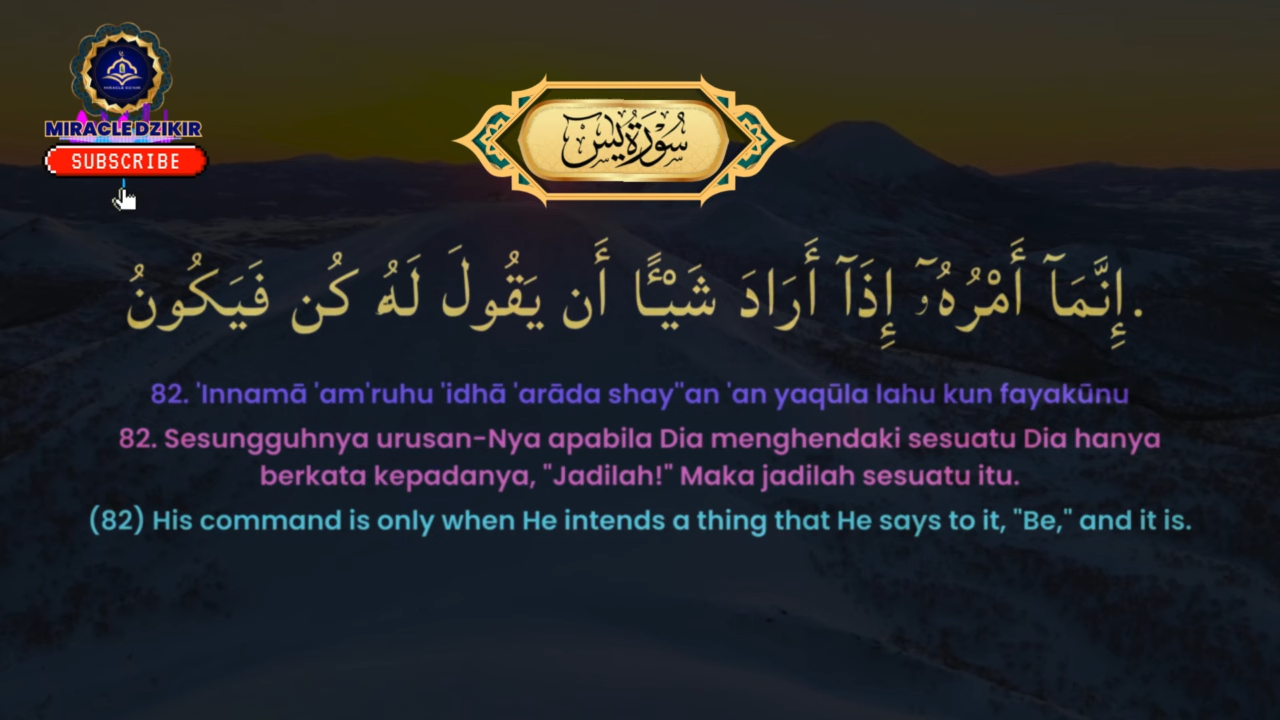 MIRACLE DZIKIR
SUBSCRIBE
سُورَةُ يٓس
إِنَّمَآ أَمْرُهُۥٓ إِذَآ أَرَادَ شَيْـًٔا أَن يَقُولَ لَهُۥ كُن فَيَكُونُ.
82. 'Innamā 'am'ruhu 'idhā 'arāda shay''an 'an yaqūla lahu kun fayakūnu
82. Sesungguhnya urusan-Nya apabila Dia menghendaki sesuatu Dia hanya
berkata kepadanya, "Jadilah!" Maka jadilah sesuatu itu.
(82) His command is only when He intends a thing that He says to it, "Be," and it is.